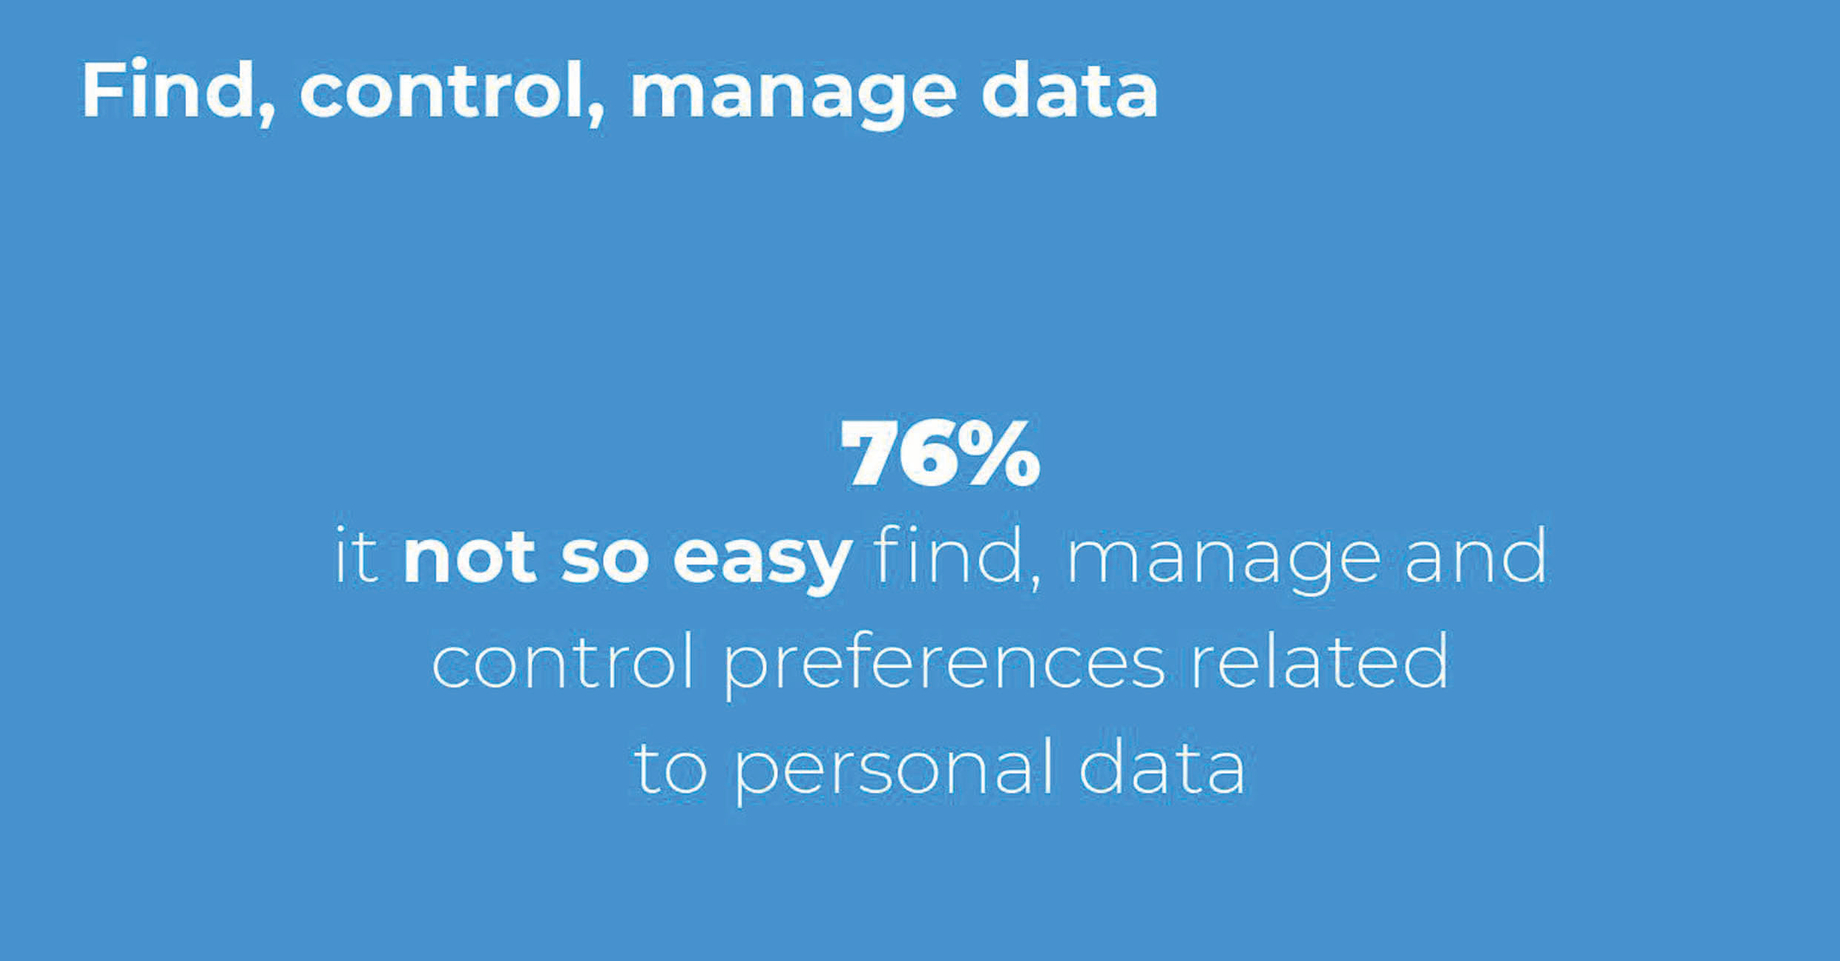 Find, control, manage data
76%
it not so easy find, manage and
control preferences related
to personal data